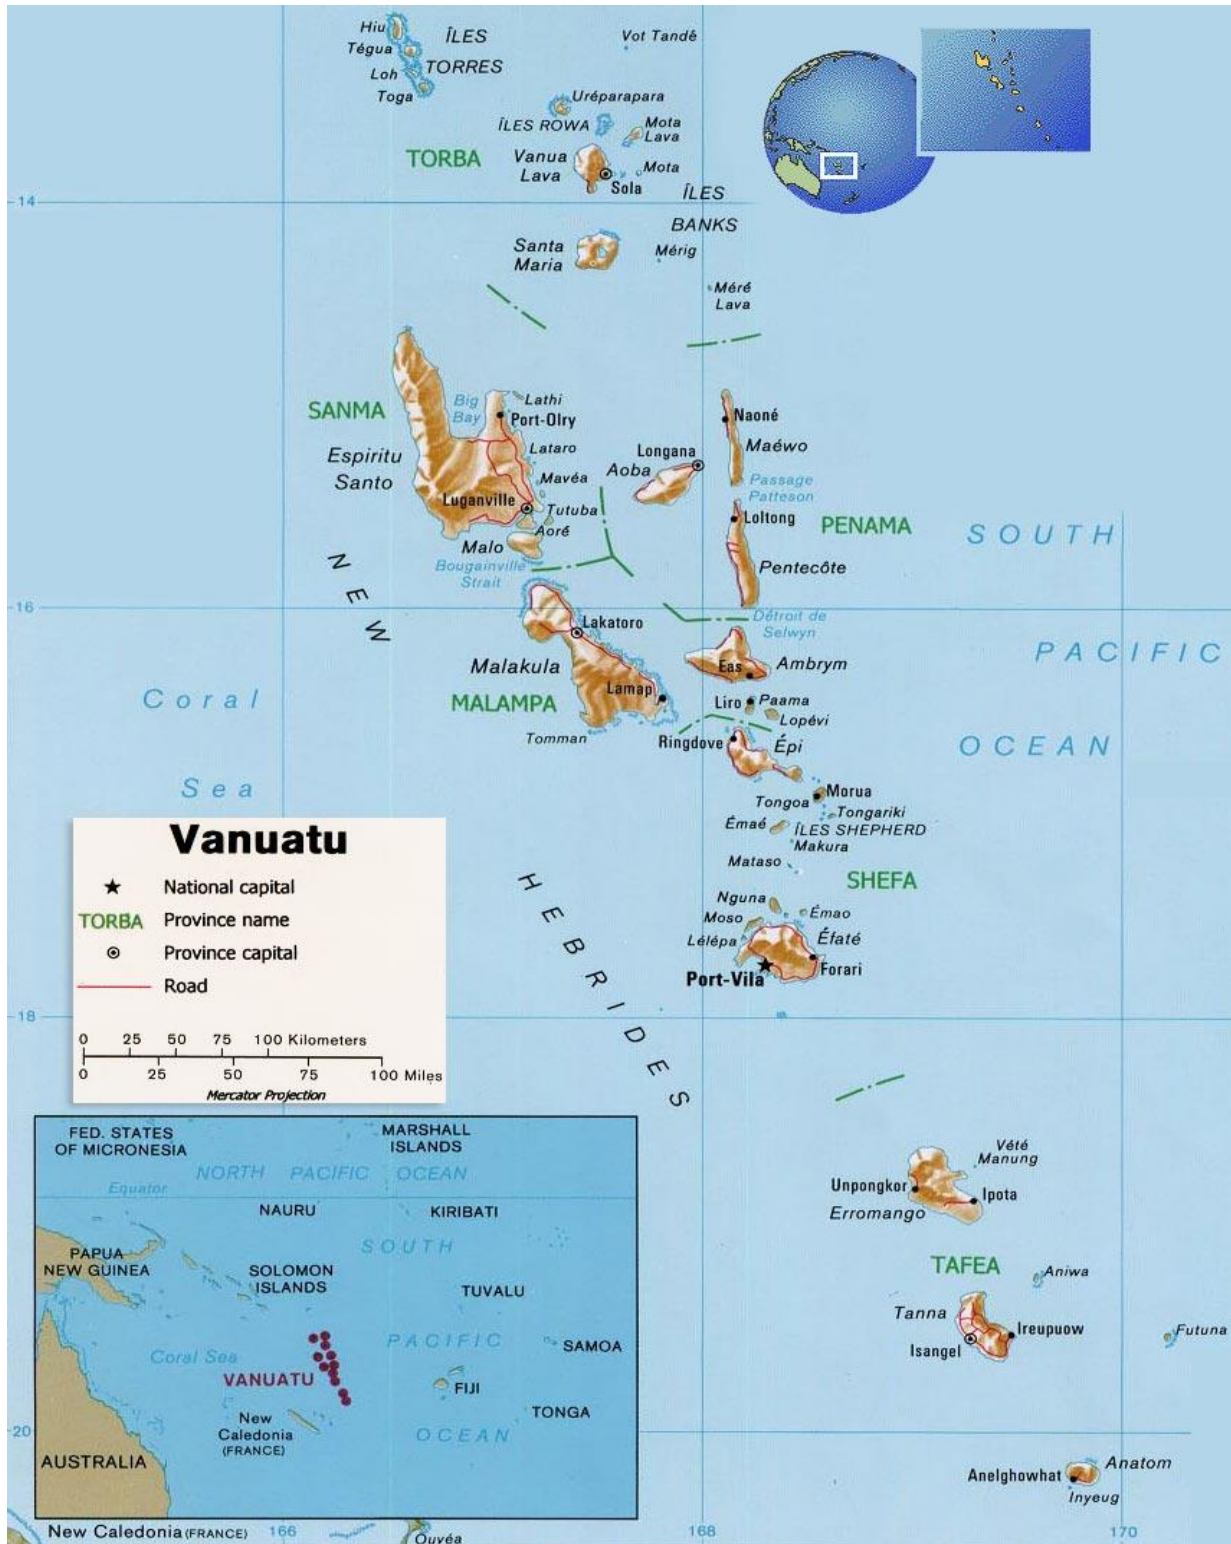 Hiu
ÎLES
TORRES
Tégua
Loh
Toga
Vot Tandé
Uréparapara
ÎLES ROWA
Mota
Lava
TORBA
Vanua
Lava
Mota
Sola
14
ÎLES
BANKS
Santa
Maria
Mérig
Méré
Lava
SANMA
Big
Bay
Lathi
Port-Olry
Espiritu
Santo
Lataro
Mavéa
Luganville
Tutuba
Aoré
Malo
Bougainville
Strait
Longana
Aoba
Naoné
Maéwo
Passage
Patteson
Loltong
PENAMA
Pentecôte
SOUTH
PACIFIC
OCEAN
16
Détroit de
Selwyn
Lakatoro
Malakula
MALAMPA
Lamap
Tomman
Eas
Ambrym
Liro
Paama
Lopévi
Ringdove
Épi
Coral
Sea
NEW
HEBRIDES
Morua
Tongoa
Tongariki
Émaé
ÎLES SHEPHERD
Makura
Mataso
SHEFA
Nguna
Émao
Moso
Lélépa
Éfaté
Port-Vila
Forari
18
Vanuatu
National capital
TORBA Province name
Province capital
Road
0 25 50 75 100 Kilometers
0 25 50 75 100 Miles
Mercator Projection
Vété
Manung
Unpongkor
Ipota
Erromango
TAFEA
Aniwa
Tanna
Ireupuow
Isangel
Futuna
20
Anelghowhat
Anatom
Inyeug
FED. STATES
OF MICRONESIA
MARSHALL
ISLANDS
NORTH PACIFIC OCEAN
Equator
NAURU
KIRIBATI
SOUTH
PAPUA
NEW GUINEA
SOLOMON
ISLANDS
TUVALU
PACIFIC
SAMOA
Coral Sea
VANUATU
FIJI
New
Caledonia
(FRANCE)
TONGA
OCEAN
AUSTRALIA
New Caledonia (FRANCE)
166
Ouvéa
168
170